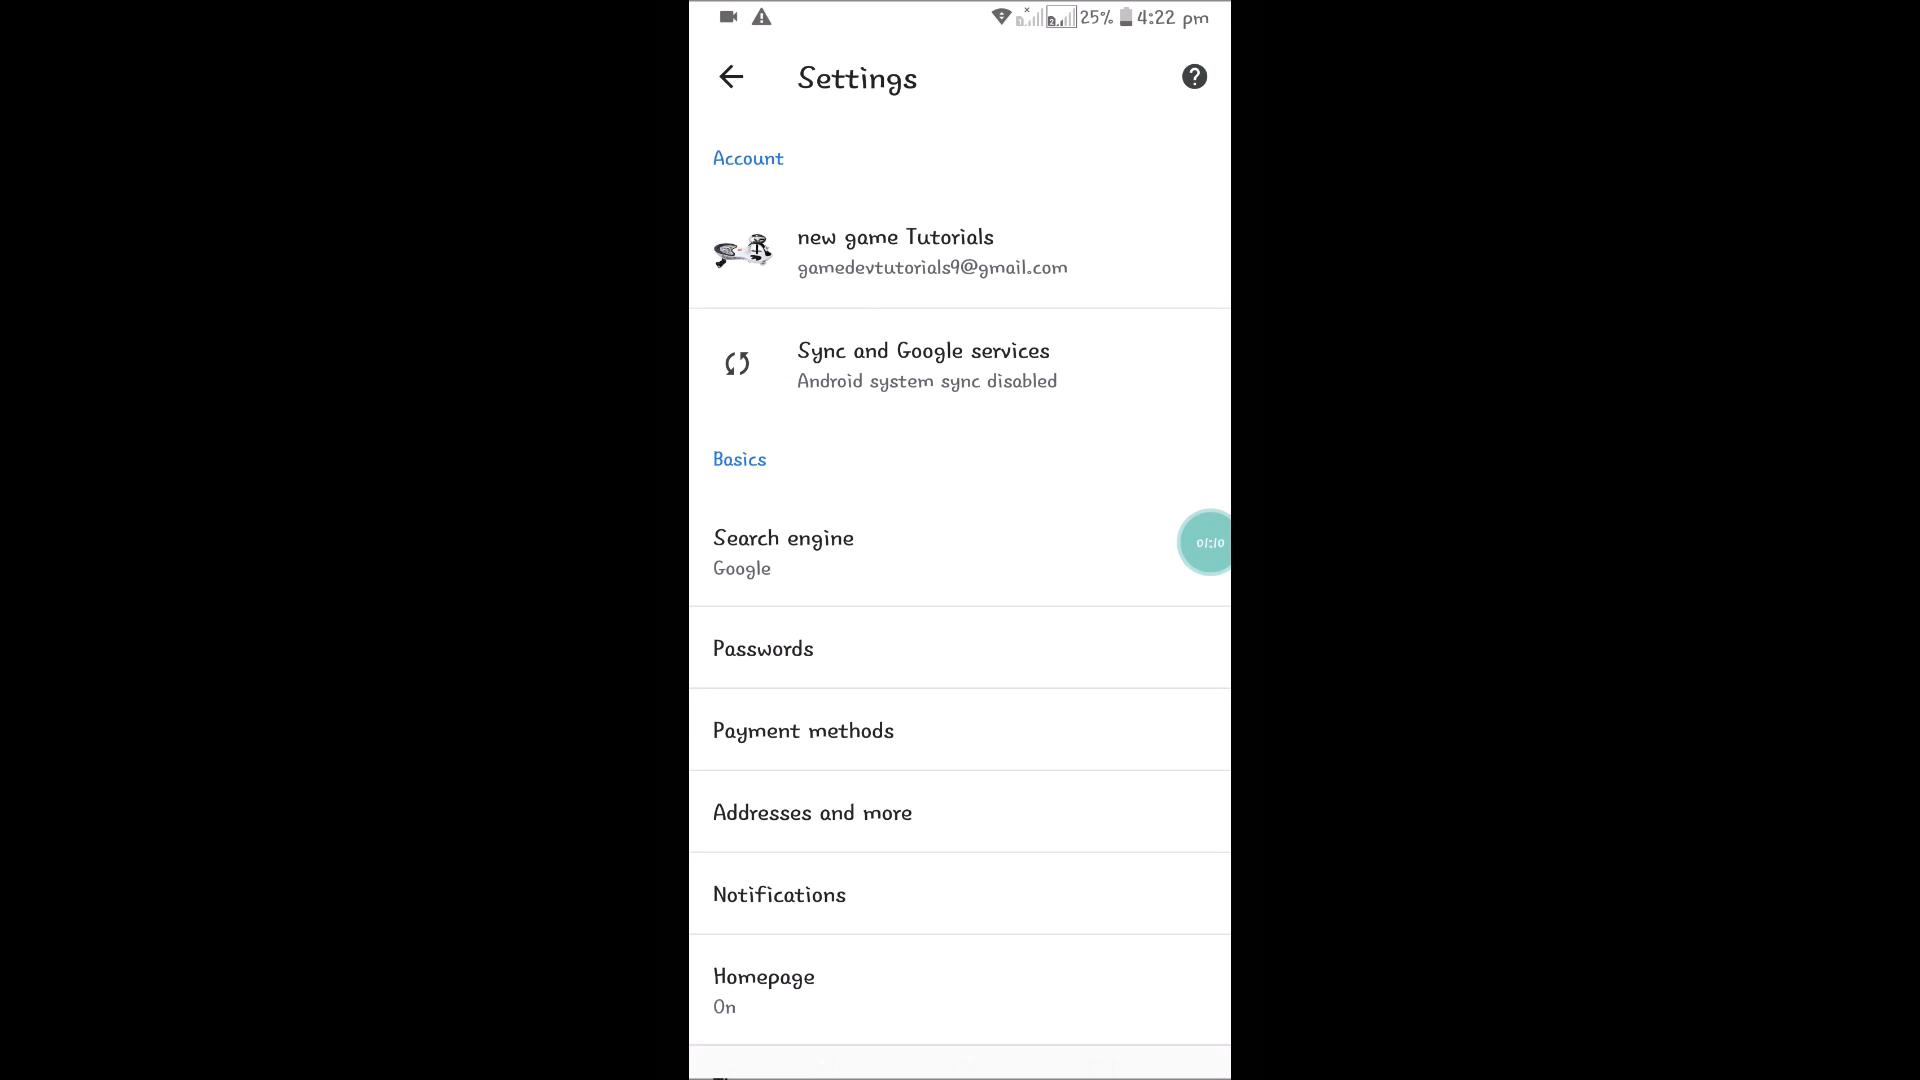 25% 4:22 pm
Settings
Account
new game Tutorials
gamedevtutorials9@gmail.com
Sync and Google services
Android system sync disabled
Basics
Search engine
Google
01:10
Passwords
Payment methods
Addresses and more
Notifications
Homepage
On